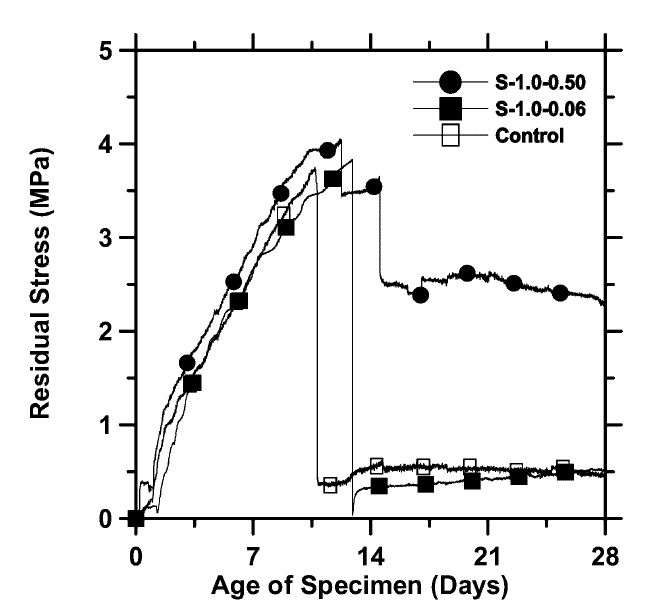 5
4
3
2
1
0
Residual Stress (MPa)
S-1.0-0.50
S-1.0-0.06
Control
0 7 14 21 28
Age of Specimen (Days)